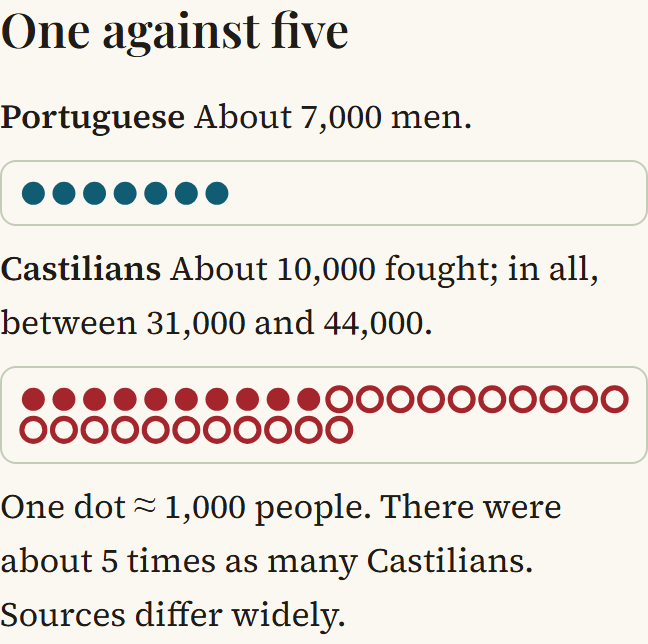 One against five
Portuguese About 7,000 men.
Castilians About 10,000 fought; in all,
between 31,000 and 44,000.
One dot ≈ 1,000 people. There were
about 5 times as many Castilians.
Sources differ widely.